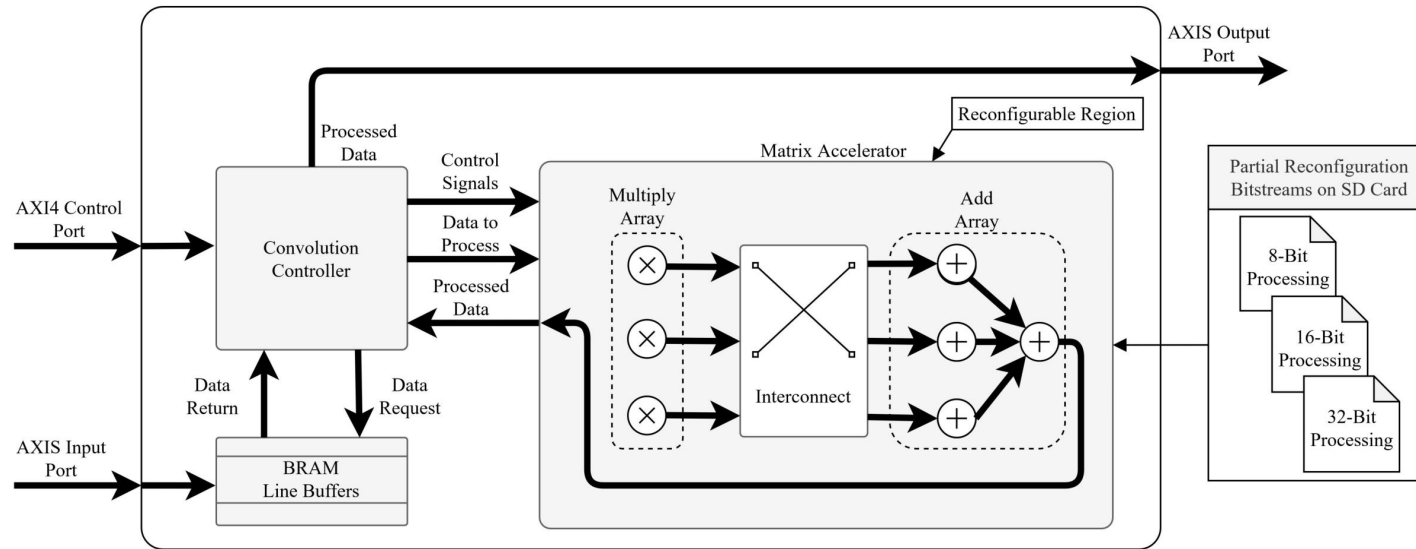 AXIS Output
Port
Reconfigurable Region
Processed
Data
Control
Signals
Matrix Accelerator
Partial Reconfiguration
Bitstreams on SD Card
Multiply
Array
Add
Array
AXI4 Control
Port
Convolution
Controller
Data to
Process
8-Bit
Processing
Processed
Data
16-Bit
Processing
Data
Return
Data
Request
Interconnect
32-Bit
Processing
AXIS Input
Port
BRAM
Line Buffers